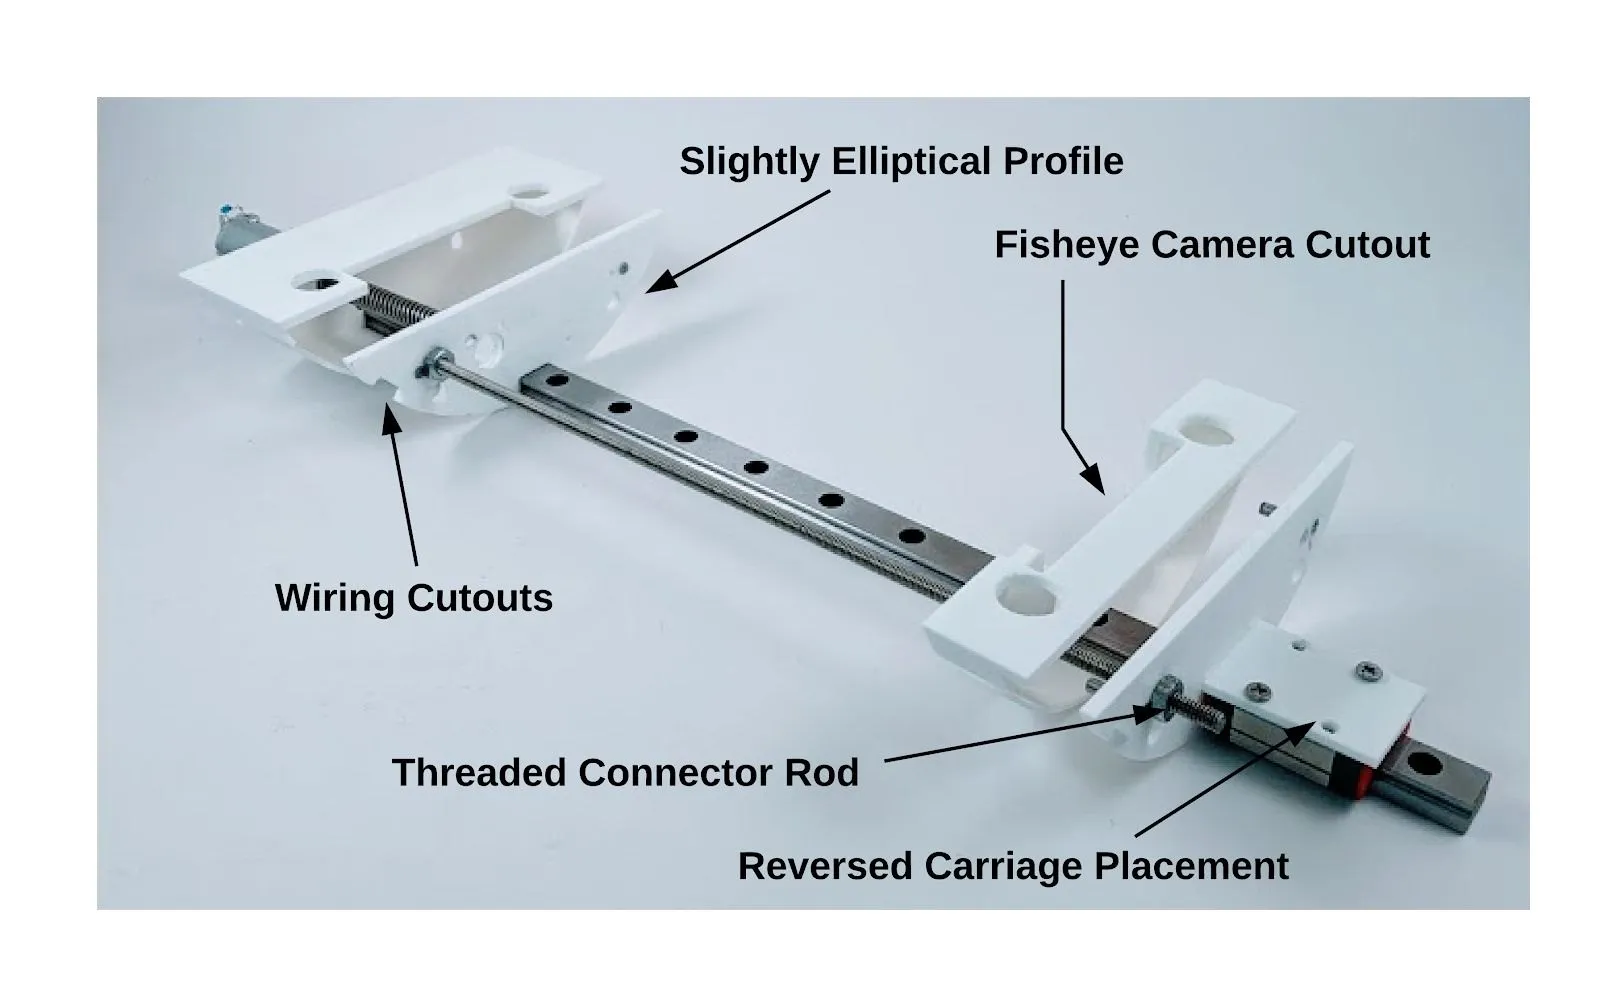 Slightly Elliptical Profile
Fisheye Camera Cutout
Wiring Cutouts
Threaded Connector Rod
Reversed Carriage Placement